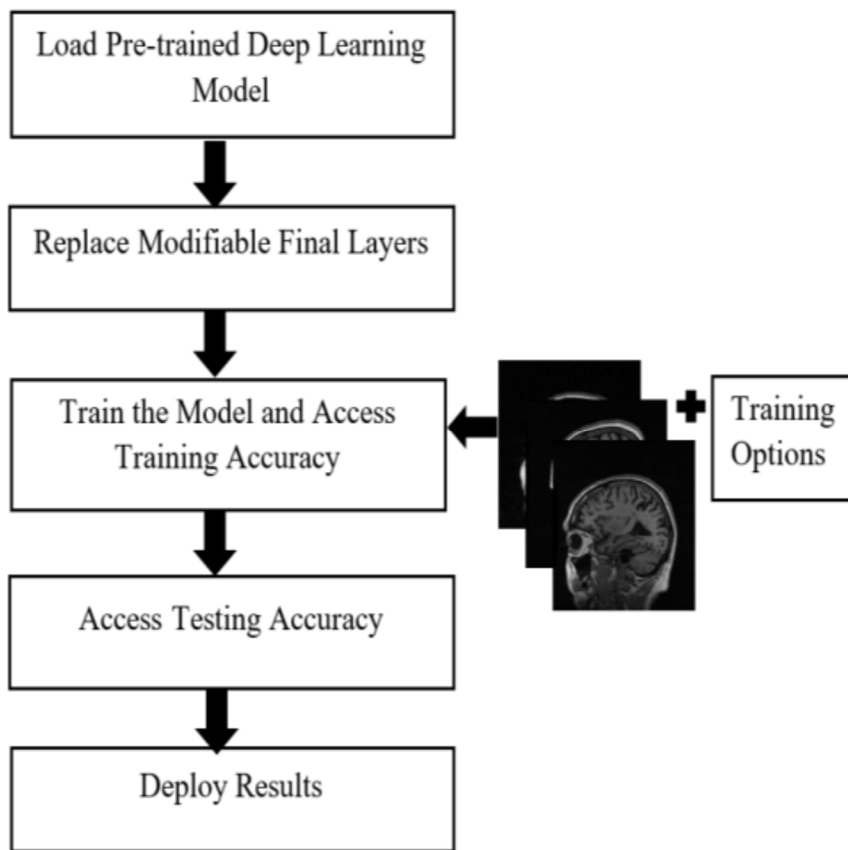 Load Pre-trained Deep Learning
Model
Replace Modifiable Final Layers
Train the Model and Access
Training Accuracy
Training
Options
Access Testing Accuracy
Deploy Results